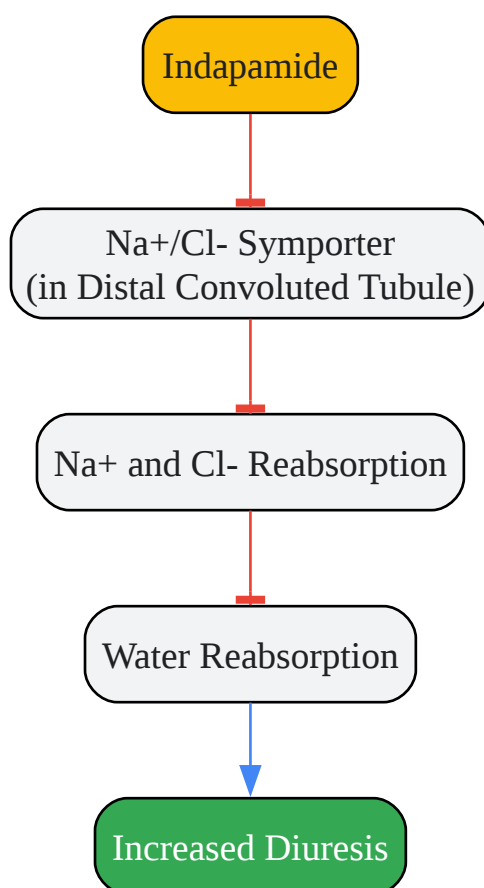 Indapamide
Na+/Cl- Symporter
(in Distal Convoluted Tubule)
Na+ and Cl- Reabsorption
Water Reabsorption
Increased Diuresis